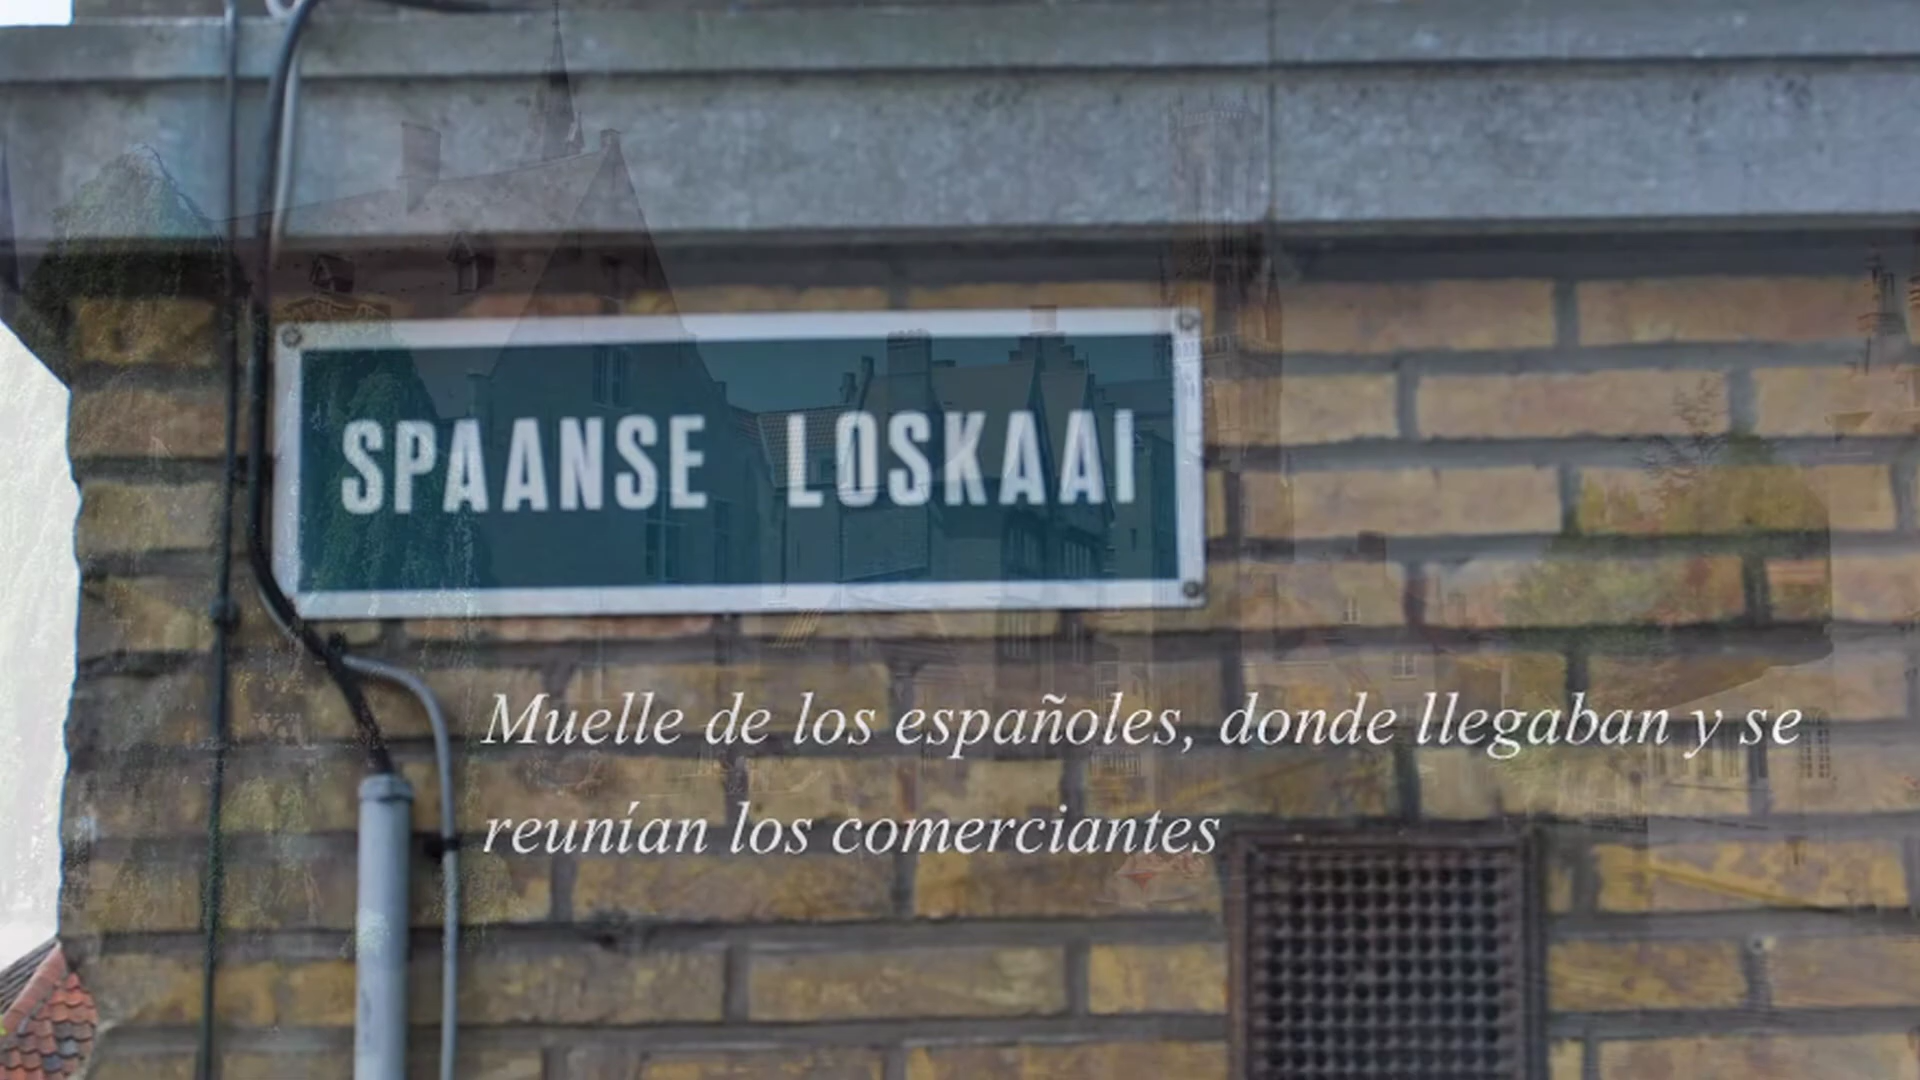 SPAANSE LOSKAAI
Muelle de los españoles, donde llegaban y se
reunían los comerciantes